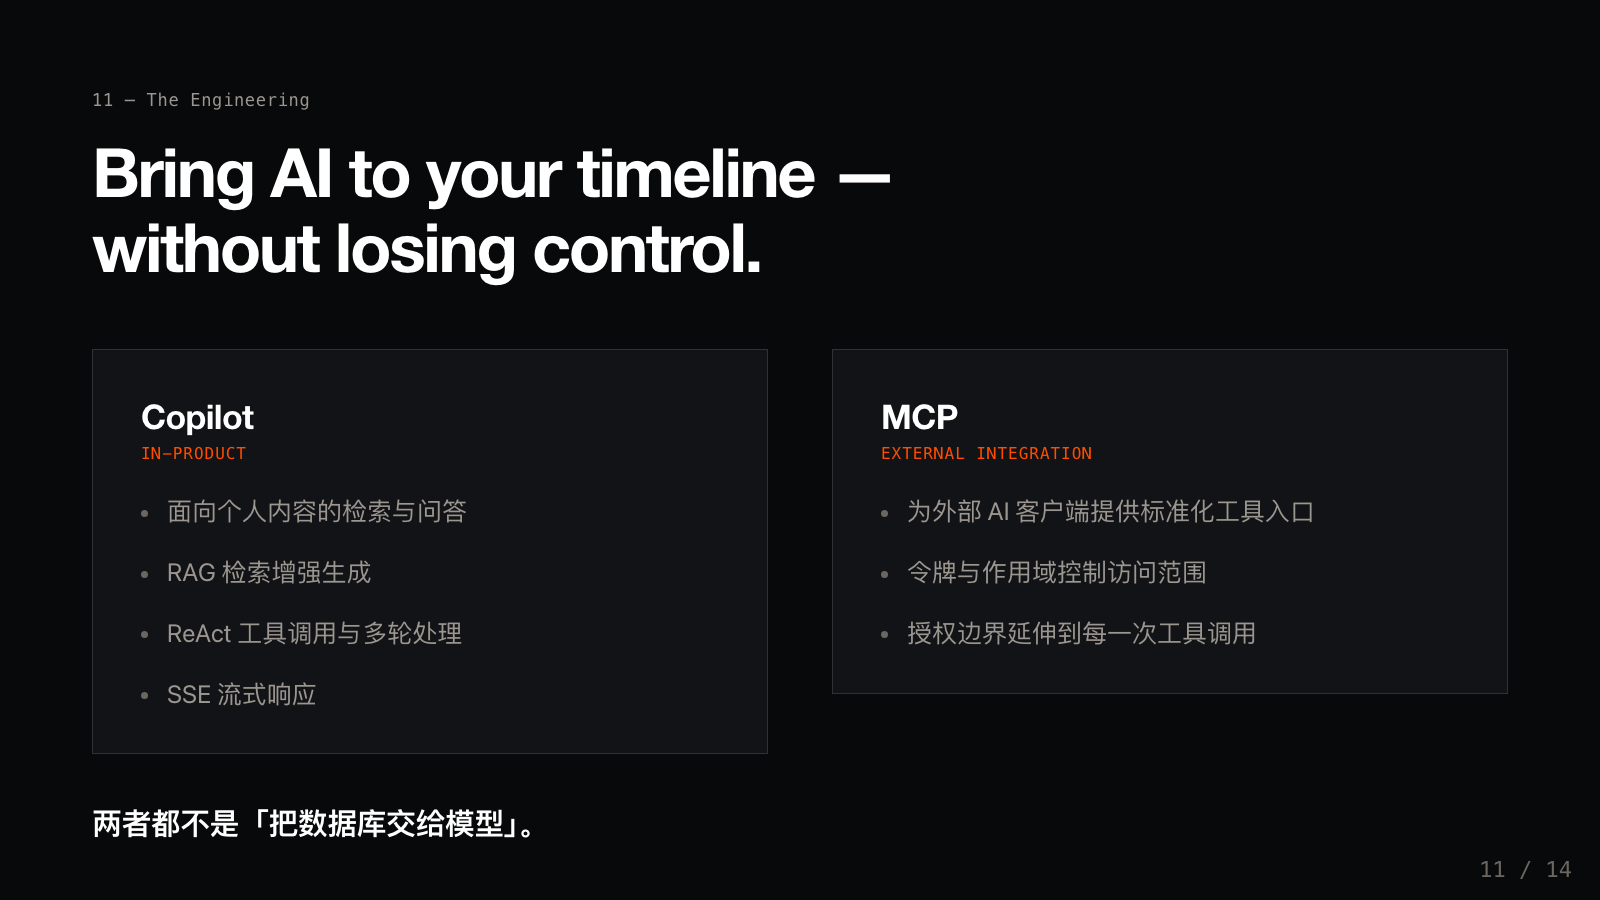 11 — The Engineering
Bring AI to your timeline —
without losing control.
Copilot
IN-PRODUCT
• 面向个人内容的检索与问答
• RAG 检索增强生成
• ReAct 工具调用与多轮处理
• SSE 流式响应
MCP
EXTERNAL INTEGRATION
• 为外部 AI 客户端提供标准化工具入口
• 令牌与作用域控制访问范围
• 授权边界延伸到每一次工具调用
两者都不是「把数据库交给模型」。
11 / 14